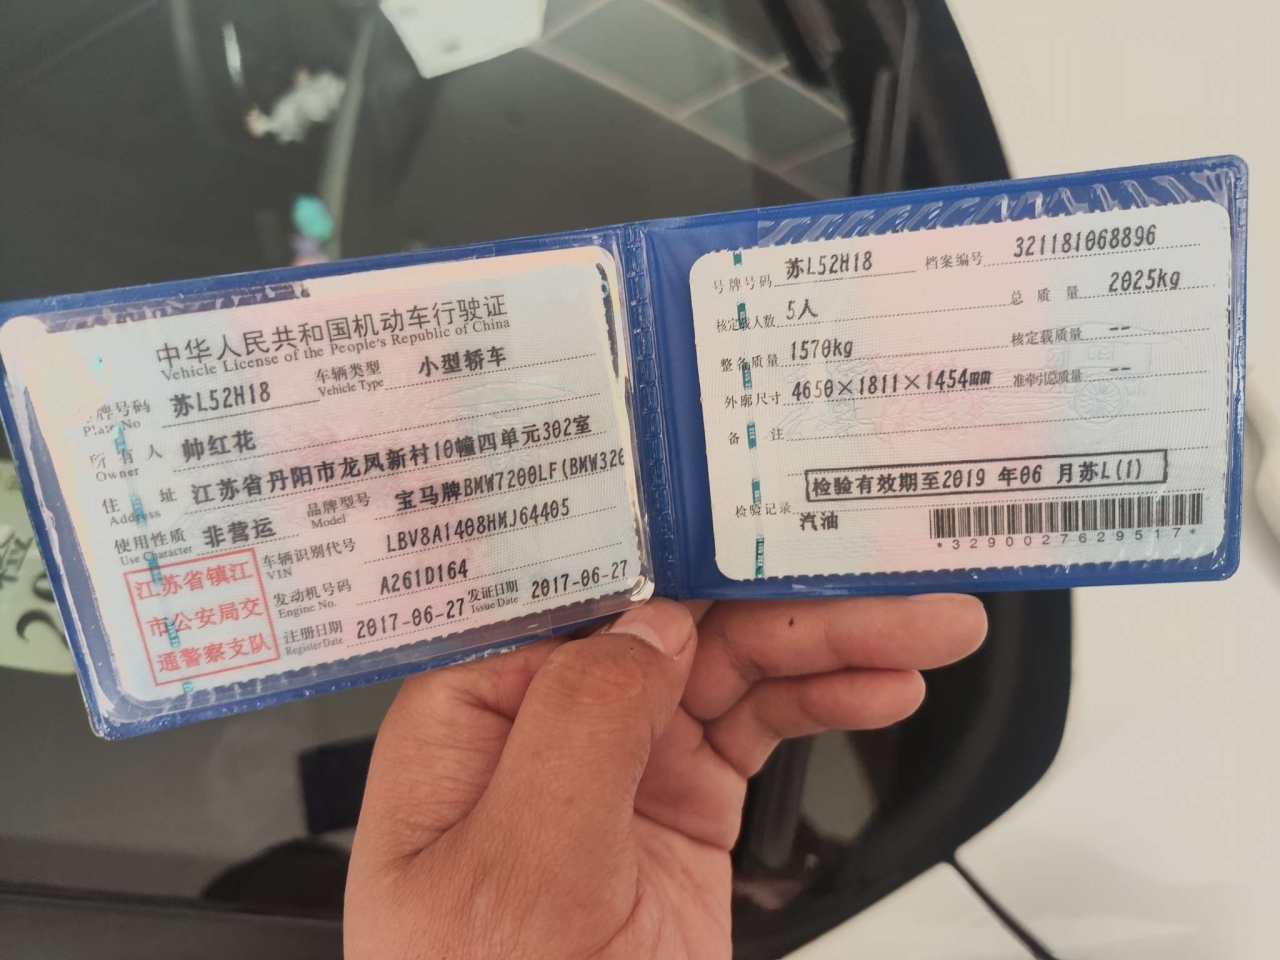 中华人民共和国机动车行驶证
Vehicle License of the People's Republic of China
号牌号码 苏L52H18 车辆类型 小型轿车
Plate No. Vehicle Type
所有人 帅红花
Owner
住址 江苏省丹阳市龙凤新村10幢四单元302室
Address
使用性质 非营运 品牌型号 宝马牌BMW7200LF(BMW320
Use Character Model
江苏省镇江
市公安局交
通警察支队
车辆识别代号 LBV8A1408HMJ64405
VIN
发动机号码 A261D164
Engine No.
注册日期 2017-06-27 发证日期 2017-06-27
Register Date Issue Date
号牌号码 苏L52H18 档案编号 321181068896
核定载人数 5人 总质量 2025kg
整备质量 1570kg 核定载质量 --
外廓尺寸 4650×1811×1454mm 准牵引总质量 --
备注
检验有效期至2019 年06 月苏L(1)
检验记录 汽油
*3290027629517*